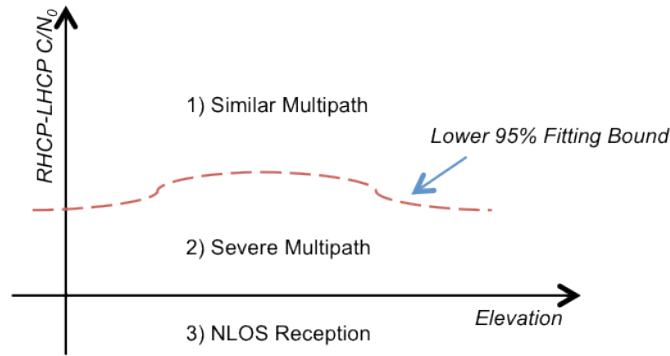 RHCP-LHCP C/N0
1) Similar Multipath
Lower 95% Fitting Bound
2) Severe Multipath
Elevation
3) NLOS Reception